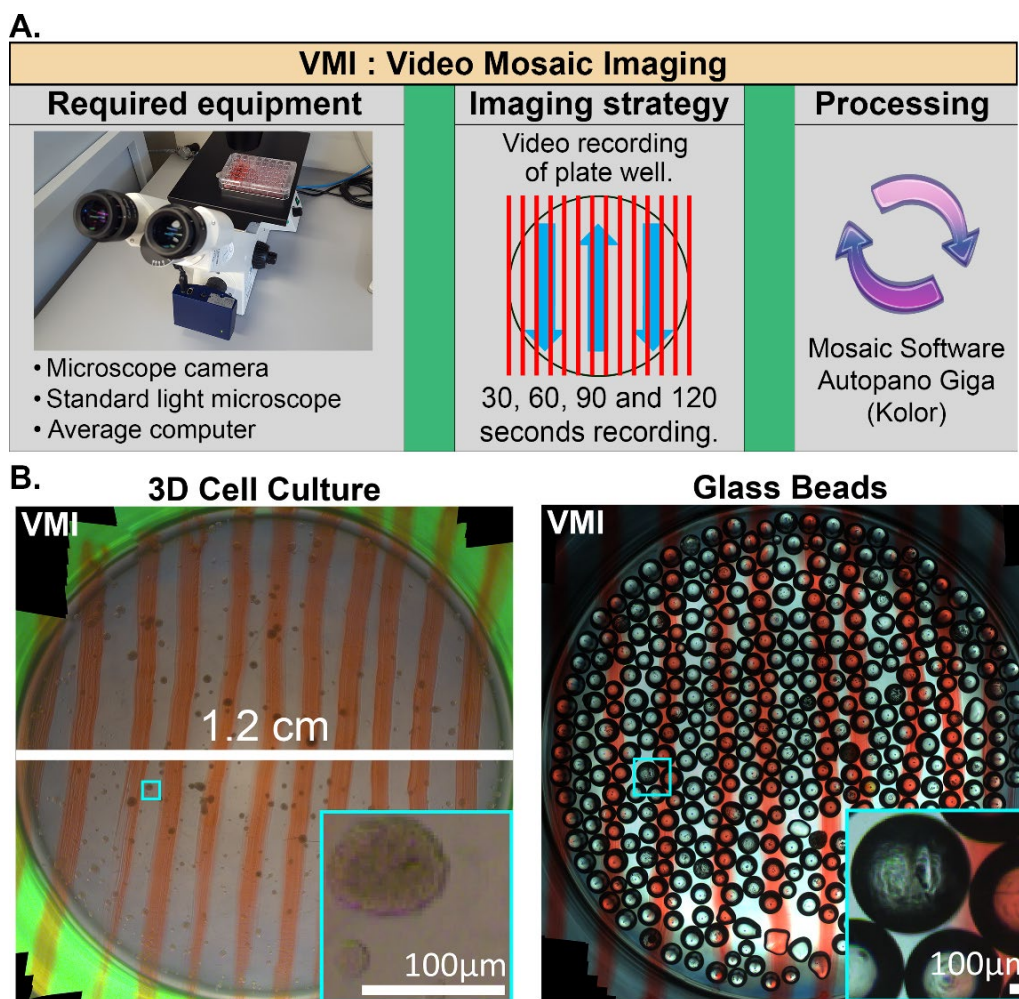 A.
VMI : Video Mosaic Imaging
Required equipment
• Microscope camera
• Standard light microscope
• Average computer
Imaging strategy
Video recording
of plate well.
30, 60, 90 and 120
seconds recording.
Processing
Mosaic Software
Autopano Giga
(Kolor)
B.
3D Cell Culture
VMI
1.2 cm
100µm
Glass Beads
VMI
100µm